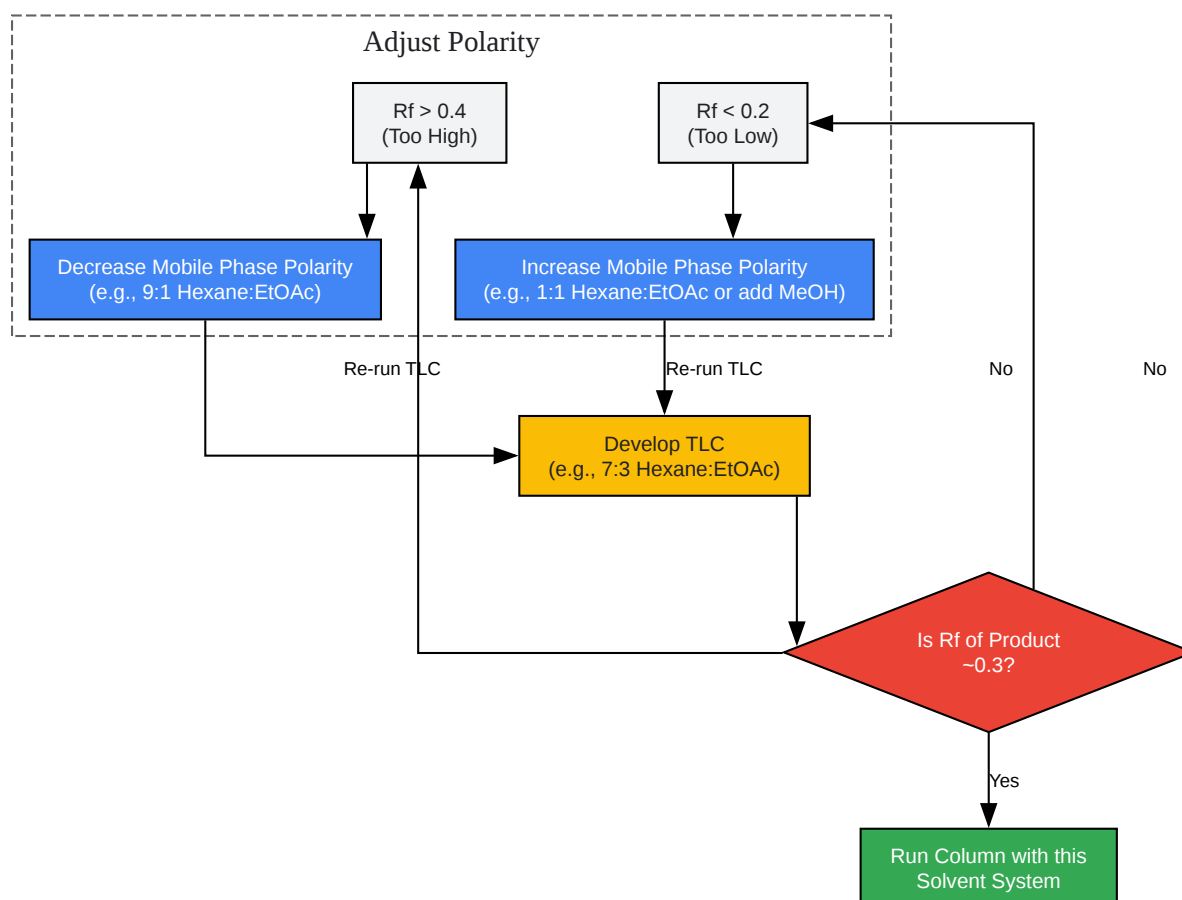 Adjust Polarity
Rf > 0.4
(Too High)
Rf < 0.2
(Too Low)
Decrease Mobile Phase Polarity
(e.g., 9:1 Hexane:EtOAc)
Increase Mobile Phase Polarity
(e.g., 1:1 Hexane:EtOAc or add MeOH)
Re-run TLC
Re-run TLC
No
No
Develop TLC
(e.g., 7:3 Hexane:EtOAc)
Is Rf of Product
~0.3?
Yes
Run Column with this
Solvent System